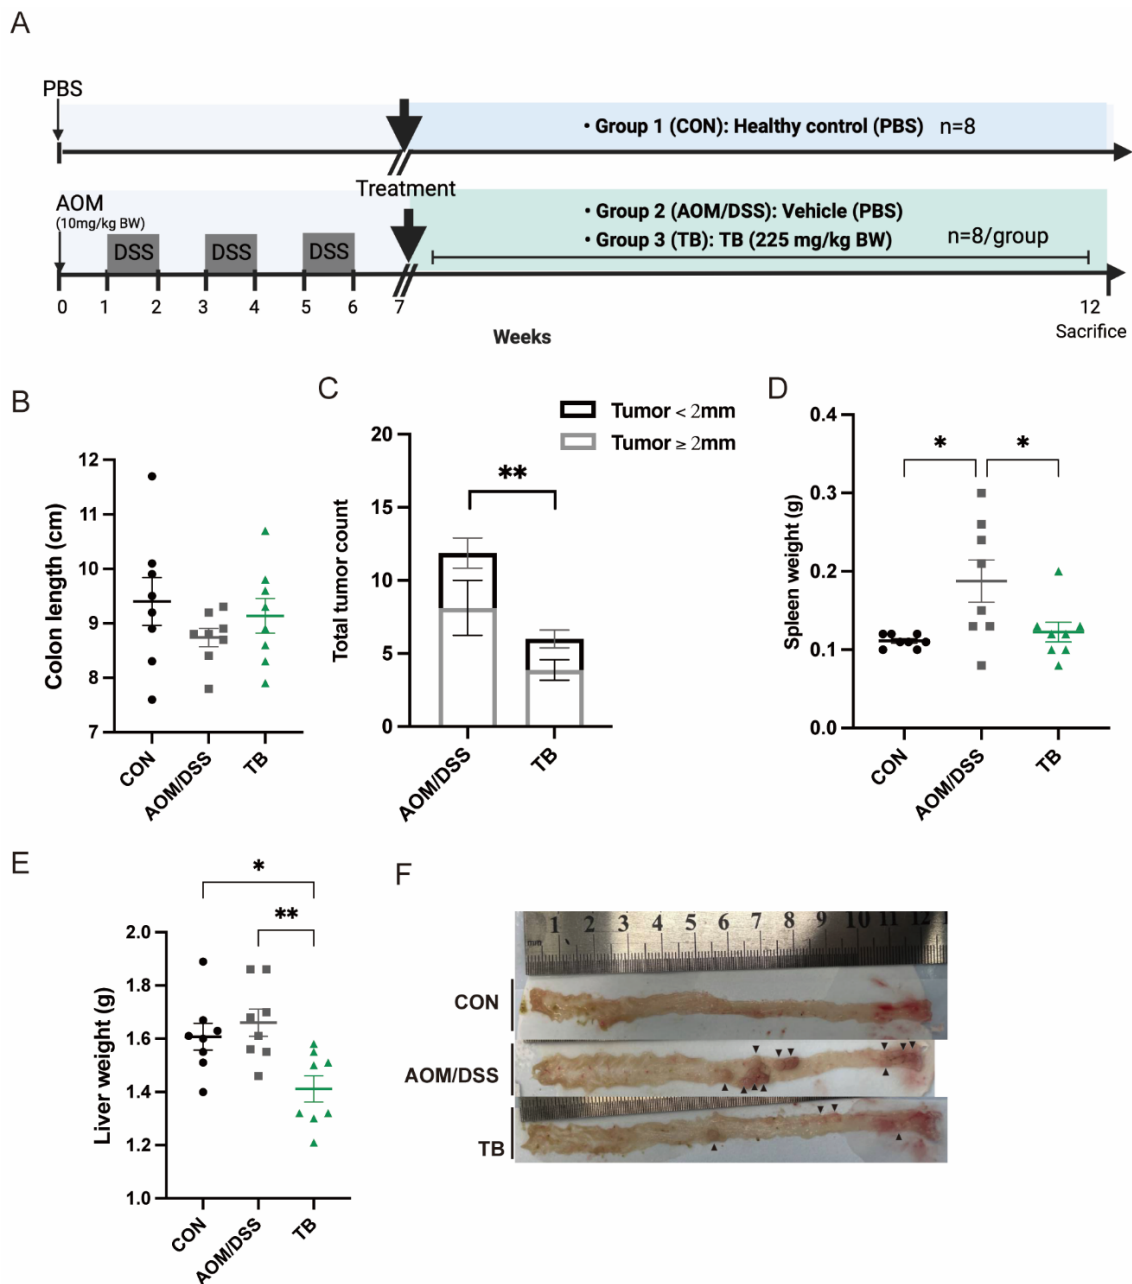 A
PBS
• Group 1 (CON): Healthy control (PBS) n=8
Treatment
AOM
(10mg/kg BW)
DSS DSS DSS
• Group 2 (AOM/DSS): Vehicle (PBS)
• Group 3 (TB): TB (225 mg/kg BW)
n=8/group
0 1 2 3 4 5 6 7 12
Sacrifice
Weeks
B
Colon length (cm)
12
11
10
9
8
7
CON AOM/DSS TB
C
Tumor < 2mm
Tumor ≥ 2mm
Total tumor count
20
15
10
5
0
**
AOM/DSS TB
D
Spleen weight (g)
0.4
0.3
0.2
0.1
0.0
* *
CON AOM/DSS TB
E
Liver weight (g)
2.0
1.8
1.6
1.4
1.2
1.0
*
**
CON AOM/DSS TB
F
1 2 3 4 5 6 7 8 9 10 11 12
CON
AOM/DSS
TB